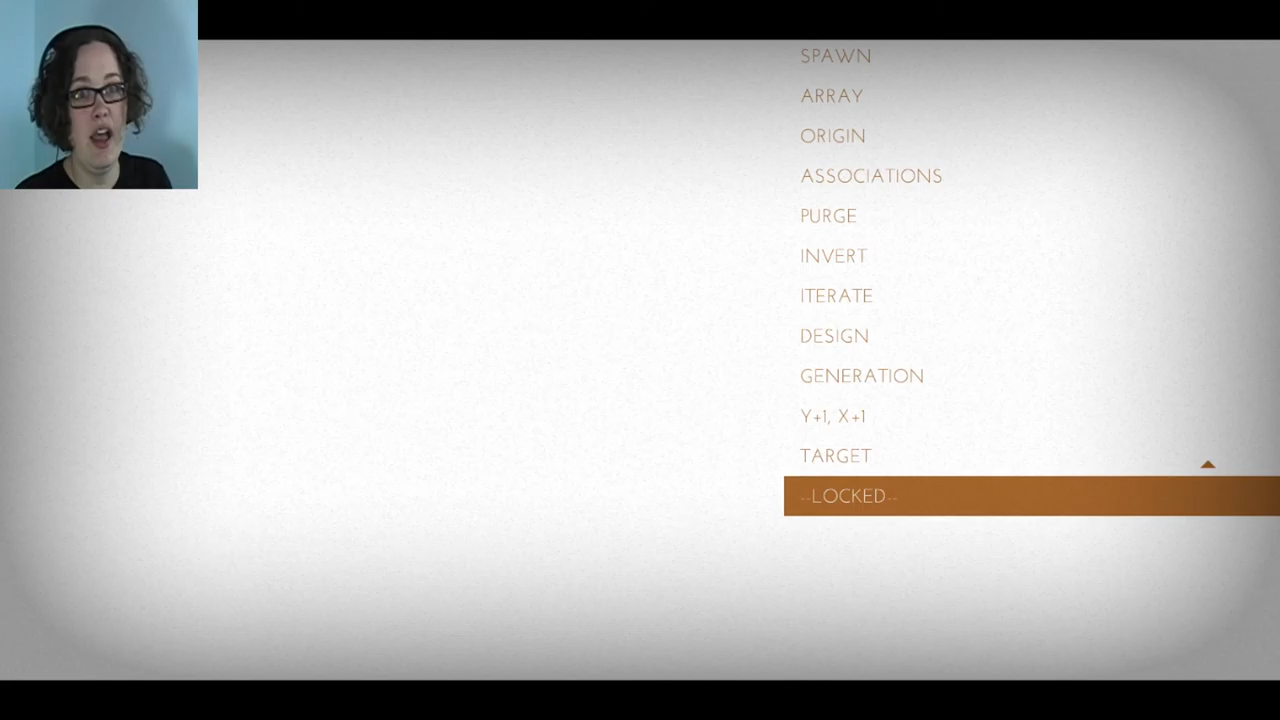 SPAWN
ARRAY
ORIGIN
ASSOCIATIONS
PURGE
INVERT
ITERATE
DESIGN
GENERATION
Y+1, X+1
TARGET
--LOCKED--